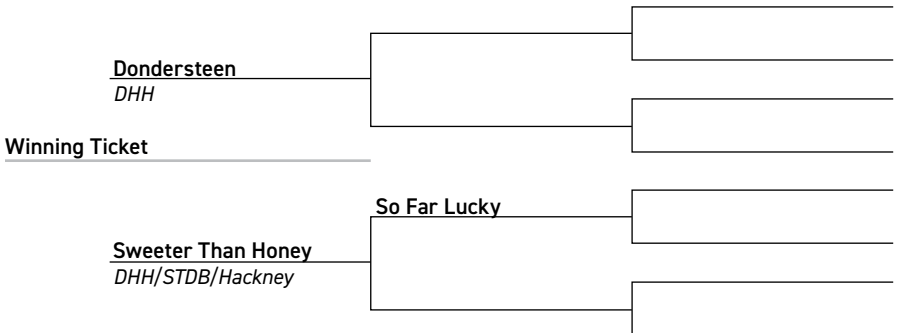 Dondersteen
DHH
Winning Ticket
So Far Lucky
Sweeter Than Honey
DHH/STDB/Hackney